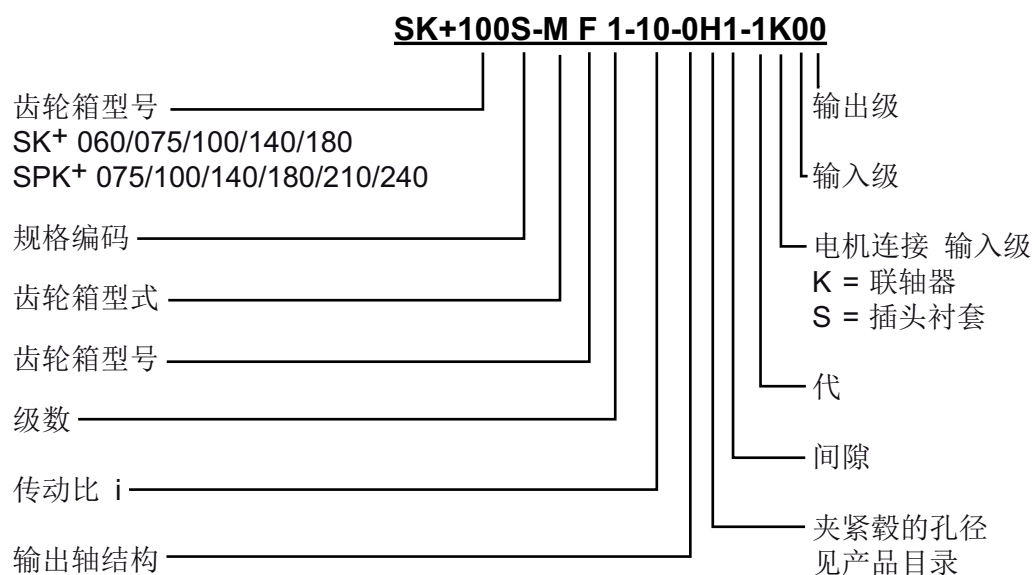 SK+100S-M F 1-10-0H1-1K00
齿轮箱型号
SK+ 060/075/100/140/180
SPK+ 075/100/140/180/210/240
规格编码
齿轮箱型式
齿轮箱型号
级数
传动比 i
输出轴结构
输出级
输入级
电机连接 输入级
K = 联轴器
S = 插头衬套
代
间隙
夹紧毂的孔径
见产品目录